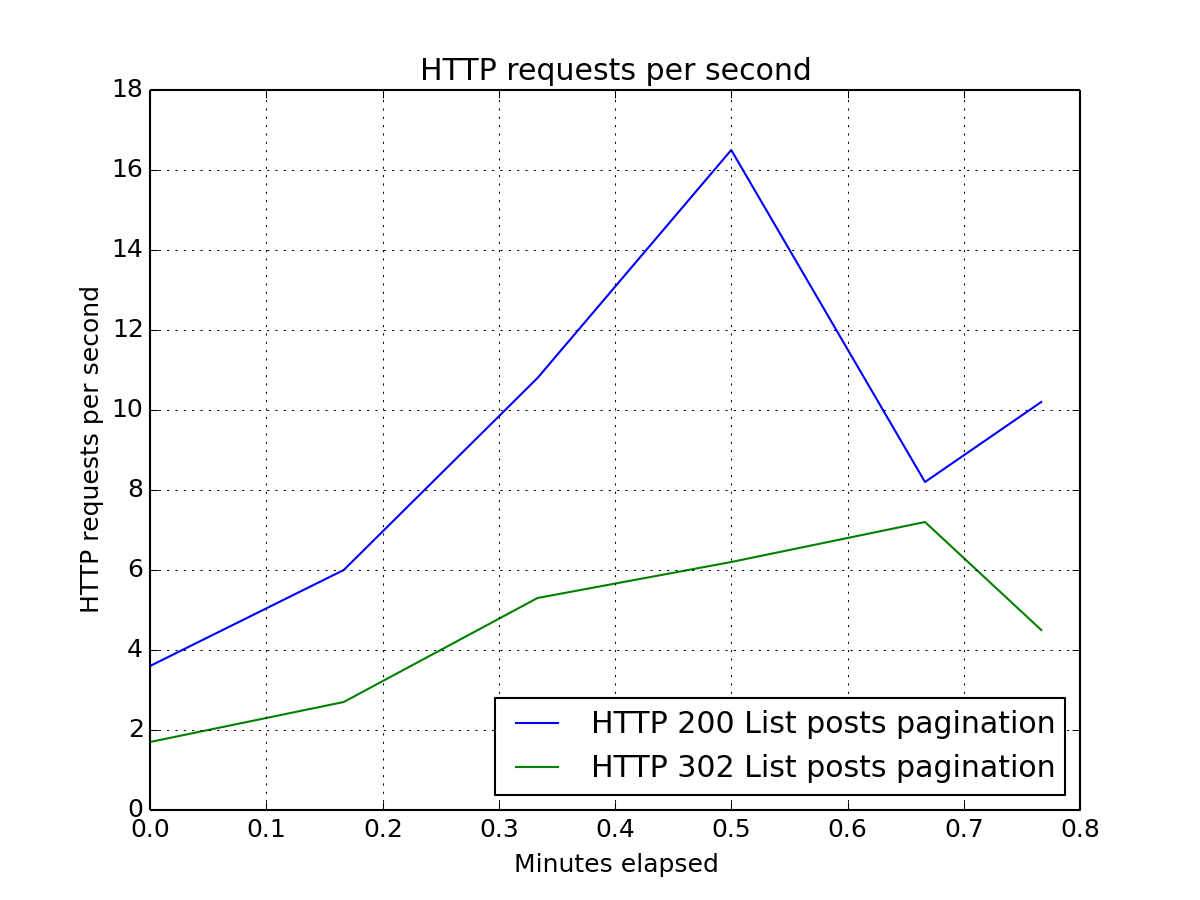 HTTP requests per second
18
16
14
12
10
8
6
4
2
0
HTTP requests per second
HTTP 200 List posts pagination
HTTP 302 List posts pagination
0.0 0.1 0.2 0.3 0.4 0.5 0.6 0.7 0.8
Minutes elapsed